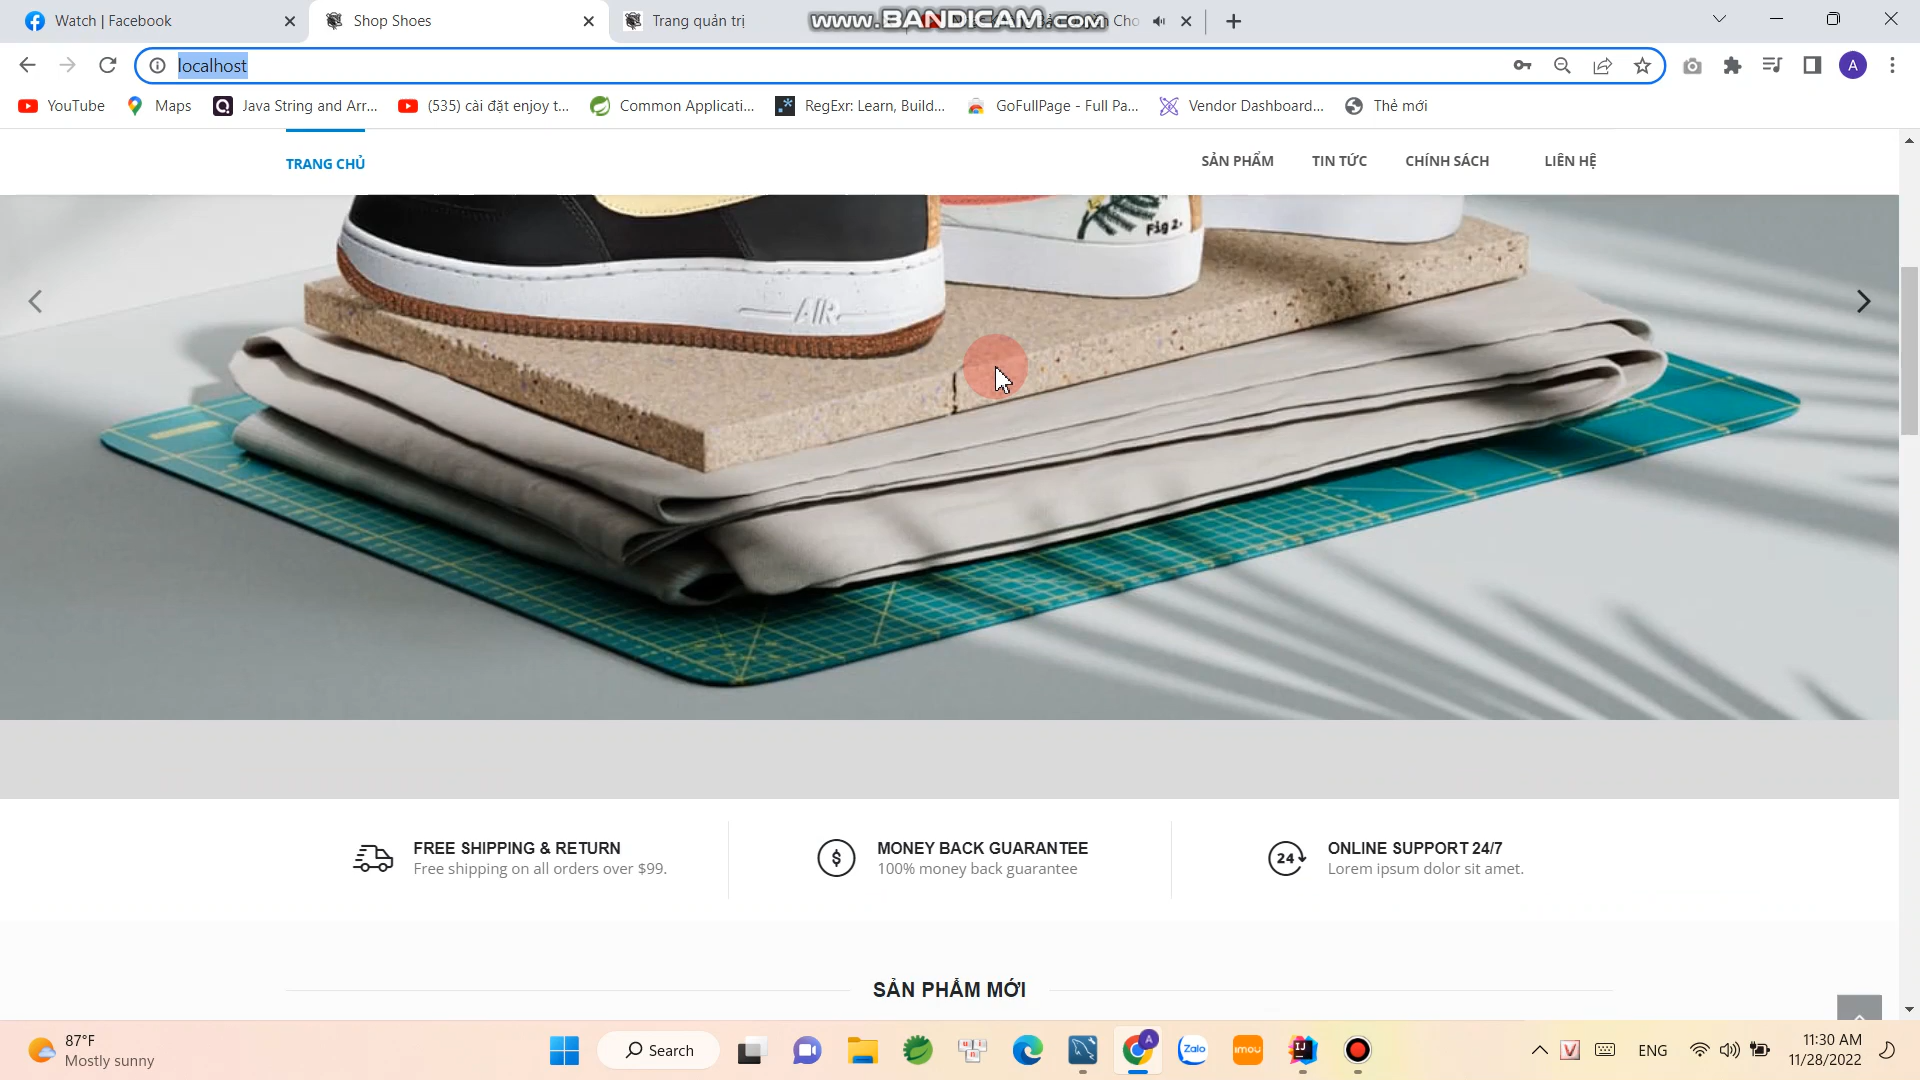 Watch | Facebook
Shop Shoes
Trang quản trị
WWW.BANDICAM.COM
localhost
A
YouTube
Maps
Java String and Arr...
(535) cài đặt enjoy t...
Common Applicati...
RegExr: Learn, Build...
GoFullPage - Full Pa...
Vendor Dashboard...
Thẻ mới
TRANG CHỦ
SẢN PHẨM
TIN TỨC
CHÍNH SÁCH
LIÊN HỆ
Fig 2.
AIR
FREE SHIPPING & RETURN
Free shipping on all orders over $99.
$
MONEY BACK GUARANTEE
100% money back guarantee
24
ONLINE SUPPORT 24/7
Lorem ipsum dolor sit amet.
SẢN PHẨM MỚI
87°F
Mostly sunny
Search
A
Zalo
imou
IJ
V
ENG
11:30 AM
11/28/2022